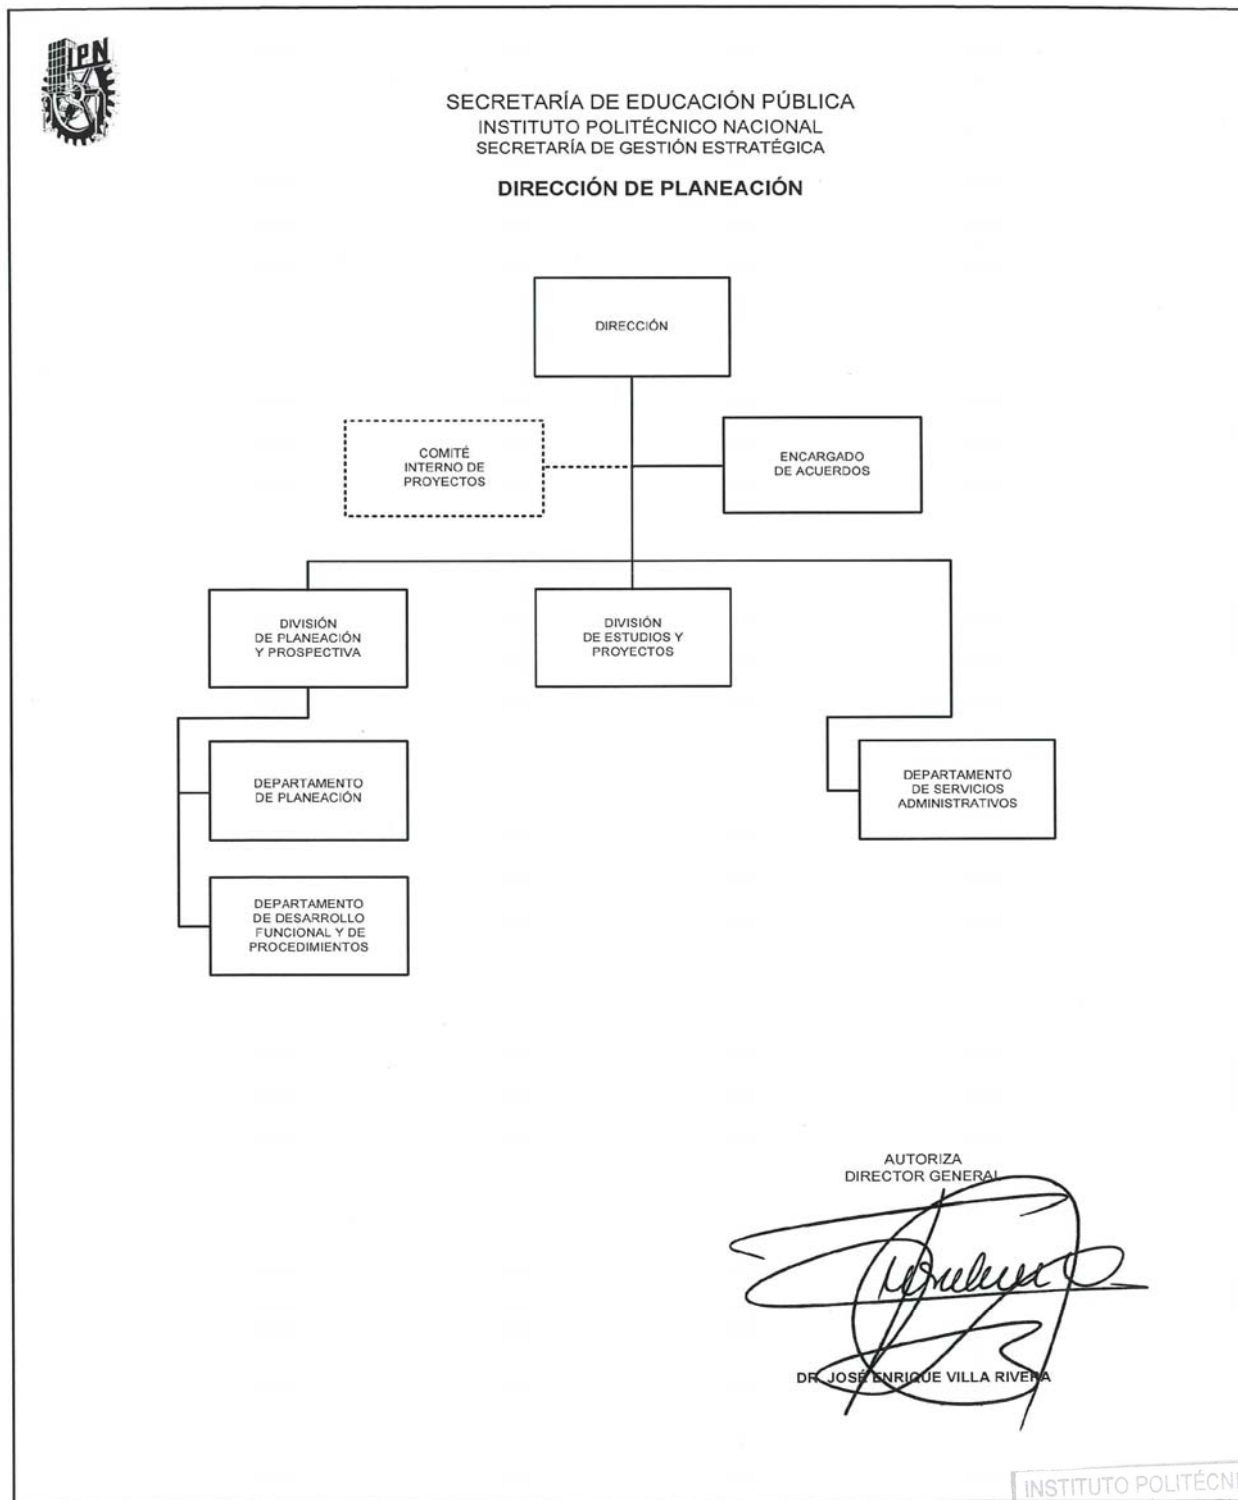 IPN
SECRETARÍA DE EDUCACIÓN PÚBLICA
INSTITUTO POLITÉCNICO NACIONAL
SECRETARÍA DE GESTIÓN ESTRATÉGICA
DIRECCIÓN DE PLANEACIÓN
DIRECCIÓN
COMITÉ
INTERNO DE
PROYECTOS
ENCARGADO
DE ACUERDOS
DIVISIÓN
DE PLANEACIÓN
Y PROSPECTIVA
DIVISIÓN
DE ESTUDIOS Y
PROYECTOS
DEPARTAMENTO
DE PLANEACIÓN
DEPARTAMENTO
DE SERVICIOS
ADMINISTRATIVOS
DEPARTAMENTO
DE DESARROLLO
FUNCIONAL Y DE
PROCEDIMIENTOS
AUTORIZA
DIRECTOR GENERAL
DR. JOSÉ ENRIQUE VILLA RIVERA
INSTITUTO POLITÉCNI